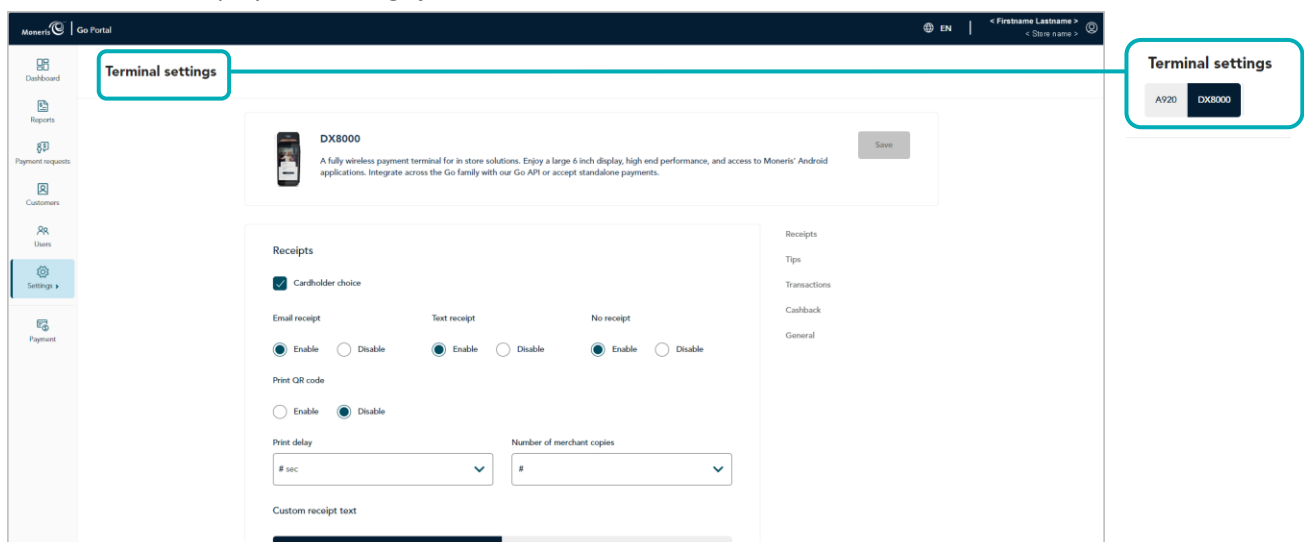 Moneris Go Portal
EN
< Firstname Lastname >
< Store name >
Dashboard
Reports
Payment requests
Customers
Users
Settings
Payment
Terminal settings
DX8000
A fully wireless payment terminal for in store solutions. Enjoy a large 6 inch display, high end performance, and access to Moneris' Android
applications. Integrate across the Go family with our Go API or accept standalone payments.
Save
Receipts
Cardholder choice
Email receipt
Text receipt
No receipt
Enable Disable
Enable Disable
Enable Disable
Print QR code
Enable Disable
Print delay
Number of merchant copies
# sec
#
Custom receipt text
Receipts
Tips
Transactions
Cashback
General
Terminal settings
A920 DX8000